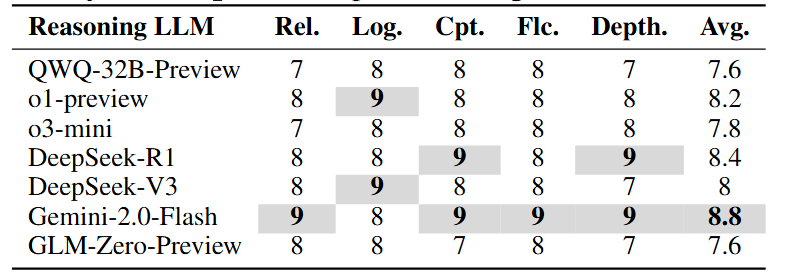 Reasoning LLM Rel. Log. Cpt. Flc. Depth. Avg.
QWQ-32B-Preview 7 8 8 8 7 7.6
o1-preview 8 9 8 8 8 8.2
o3-mini 7 8 8 8 8 7.8
DeepSeek-R1 8 8 9 8 9 8.4
DeepSeek-V3 8 9 8 8 7 8
Gemini-2.0-Flash 9 8 9 9 9 8.8
GLM-Zero-Preview 8 8 7 8 7 7.6